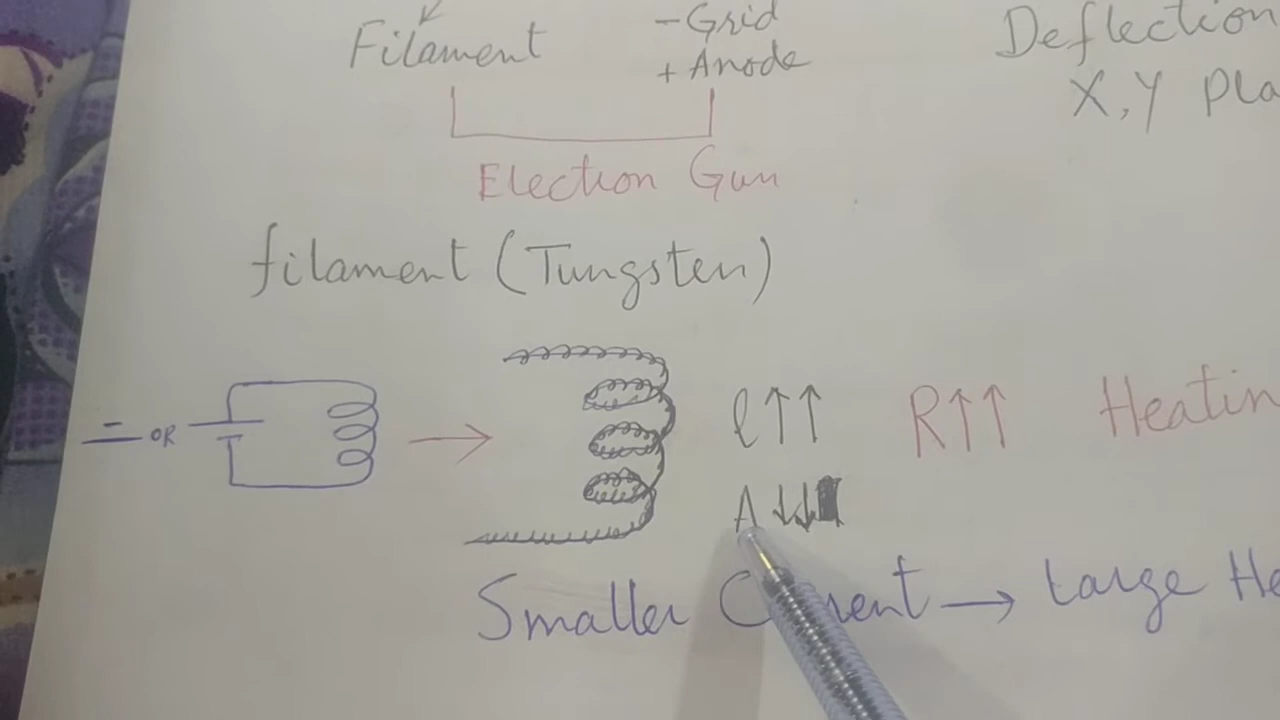 Filament
- Grid
+ Anode
Deflection
X, Y Pla
Election Gun
filament (Tungsten)
OR
l↑↑ R↑↑ Heatin
A↓↓
Smaller C rent → Large He